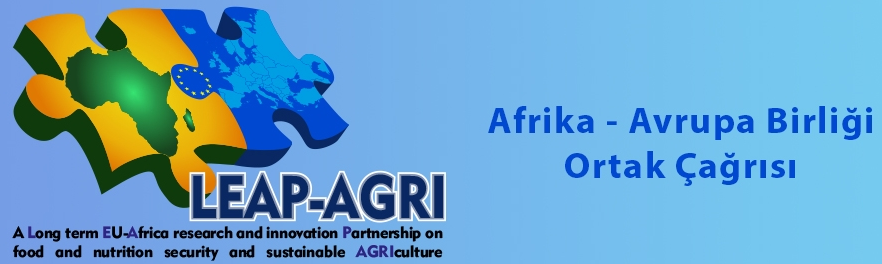 LEAP-AGRI
A Long term EU-Africa research and innovation Partnership on
food and nutrition security and sustainable AGRIculture
Afrika - Avrupa Birliği
Ortak Çağrısı